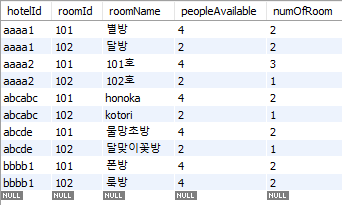 hotelId roomId roomName peopleAvailable numOfRoom
aaaa1 101 별방 4 2
aaaa1 102 달방 2 2
aaaa2 101 101호 4 3
aaaa2 102 102호 2 1
abcabc 101 honoka 4 2
abcabc 102 kotori 2 1
abcde 101 물망초방 4 2
abcde 102 달맞이꽃방 2 1
bbbb1 101 폰방 4 2
bbbb1 102 룩방 4 2
NULL NULL NULL NULL NULL